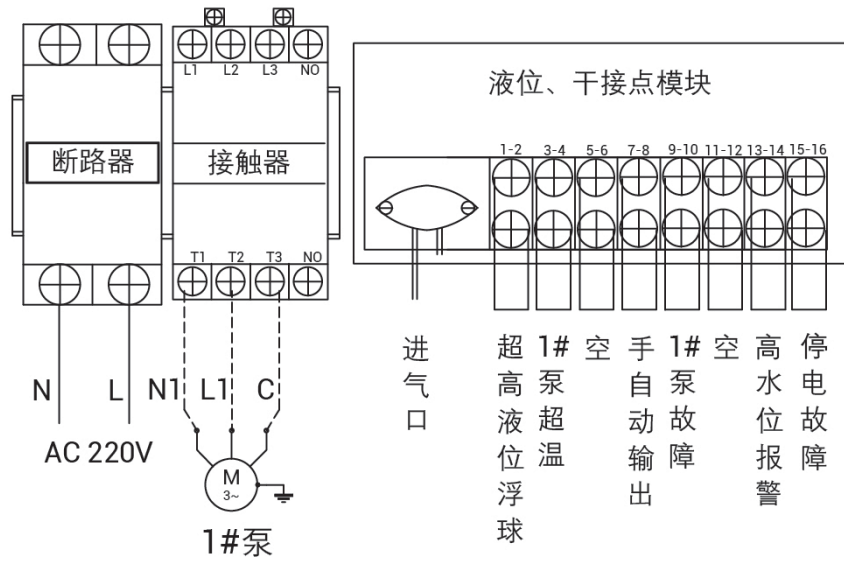 L1 L2 L3 NO
断路器
接触器
T1 T2 T3 NO
N L N1 L1 C
AC 220V
M
3~
1#泵
液位、干接点模块
1-2 3-4 5-6 7-8 9-10 11-12 13-14 15-16
进气口
超高液位浮球
1#泵超温
空
手自动输出
1#泵故障
空
高水位报警
停电故障